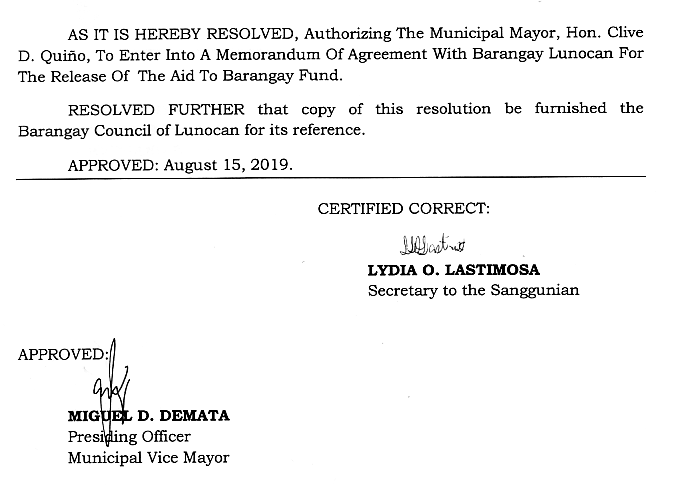 AS IT IS HEREBY RESOLVED, Authorizing The Municipal Mayor, Hon. Clive
D. Quiño, To Enter Into A Memorandum Of Agreement With Barangay Lunocan For
The Release Of The Aid To Barangay Fund.
RESOLVED FURTHER that copy of this resolution be furnished the
Barangay Council of Lunocan for its reference.
APPROVED: August 15, 2019.
CERTIFIED CORRECT:
LYDIA O. LASTIMOSA
Secretary to the Sanggunian
APPROVED:
MIGUEL D. DEMATA
Presiding Officer
Municipal Vice Mayor